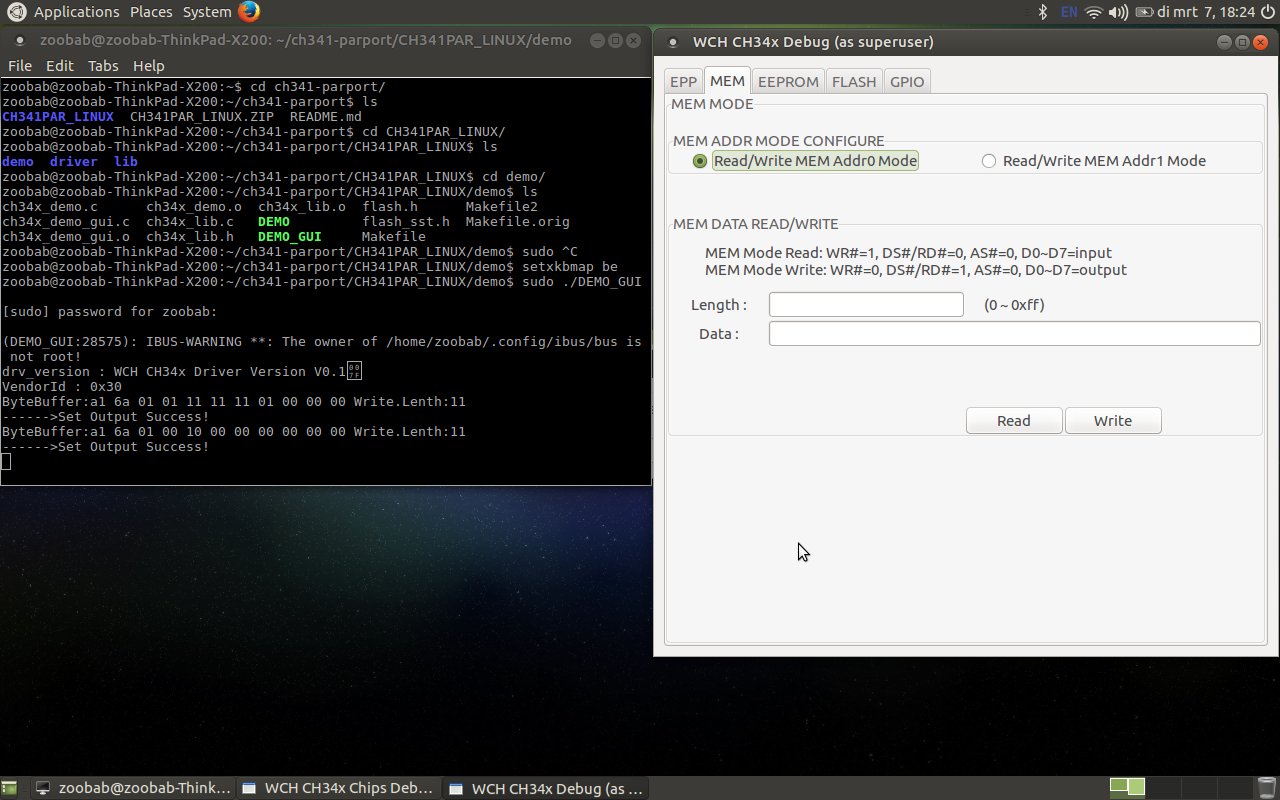 Applications Places System EN di mrt 7, 18:24
zoobab@zoobab-ThinkPad-X200: ~/ch341-parport/CH341PAR_LINUX/demo
File Edit Tabs Help
zoobab@zoobab-ThinkPad-X200:~$ cd ch341-parport/
zoobab@zoobab-ThinkPad-X200:~/ch341-parport$ ls
CH341PAR_LINUX CH341PAR_LINUX.ZIP README.md
zoobab@zoobab-ThinkPad-X200:~/ch341-parport$ cd CH341PAR_LINUX/
zoobab@zoobab-ThinkPad-X200:~/ch341-parport/CH341PAR_LINUX$ ls
demo driver lib
zoobab@zoobab-ThinkPad-X200:~/ch341-parport/CH341PAR_LINUX$ cd demo/
zoobab@zoobab-ThinkPad-X200:~/ch341-parport/CH341PAR_LINUX/demo$ ls
ch34x_demo.c ch34x_demo.o ch34x_lib.o flash.h Makefile2
ch34x_demo_gui.c ch34x_lib.c DEMO flash_sst.h Makefile.orig
ch34x_demo_gui.o ch34x_lib.h DEMO_GUI Makefile
zoobab@zoobab-ThinkPad-X200:~/ch341-parport/CH341PAR_LINUX/demo$ sudo ^C
zoobab@zoobab-ThinkPad-X200:~/ch341-parport/CH341PAR_LINUX/demo$ setxkbmap be
zoobab@zoobab-ThinkPad-X200:~/ch341-parport/CH341PAR_LINUX/demo$ sudo ./DEMO_GUI
[sudo] password for zoobab:
(DEMO_GUI:28575): IBUS-WARNING **: The owner of /home/zoobab/.config/ibus/bus is
not root!
drv_version : WCH CH34x Driver Version V0.1
VendorId : 0x30
ByteBuffer:a1 6a 01 01 11 11 11 01 00 00 00 Write.Lenth:11
------>Set Output Success!
ByteBuffer:a1 6a 01 00 10 00 00 00 00 00 00 Write.Lenth:11
------>Set Output Success!
WCH CH34x Debug (as superuser)
EPP MEM EEPROM FLASH GPIO
MEM MODE
MEM ADDR MODE CONFIGURE
Read/Write MEM Addr0 Mode Read/Write MEM Addr1 Mode
MEM DATA READ/WRITE
MEM Mode Read: WR#=1, DS#/RD#=0, AS#=0, D0~D7=input
MEM Mode Write: WR#=0, DS#/RD#=1, AS#=0, D0~D7=output
Length : (0 ~ 0xff)
Data :
Read Write
zoobab@zoobab-Think... WCH CH34x Chips Deb... WCH CH34x Debug (as ...